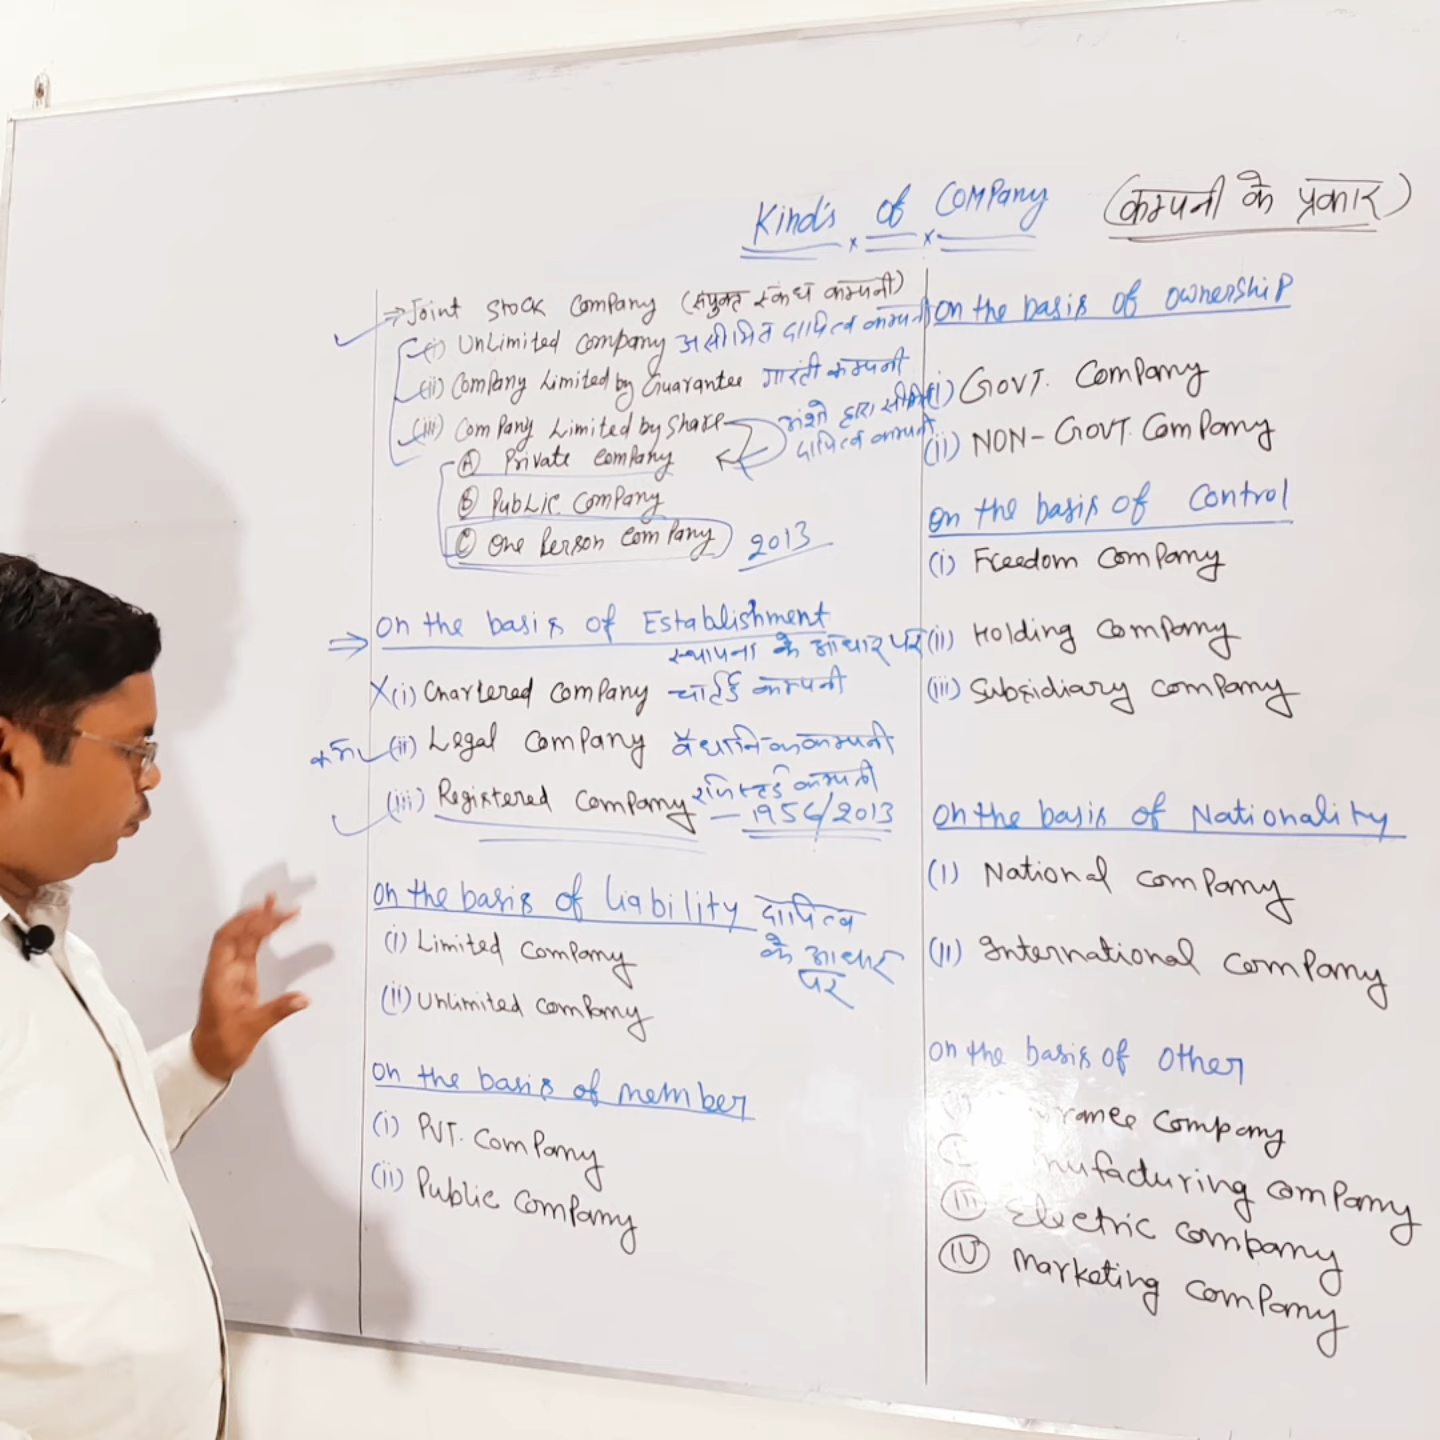 Kind's of Company (कम्पनी के प्रकार)
⇒ Joint Stock Company (संयुक्त स्कंध कम्पनी)
(i) Unlimited Company असीमित दायित्व कम्पनी
(ii) Company Limited by Guarantee गारंटी कम्पनी
(iii) Company Limited by Share अंशो द्वारा सीमित
दायित्व कम्पनी
(A) Private Company
(B) Public Company
(C) One Person Company 2013
⇒ On the basis of Establishment
स्थापना के आधार पर
X (i) Chartered Company चार्टर्ड कम्पनी
(ii) Legal Company वैधानिक कम्पनी
(iii) Registered Company रजिस्टर्ड कम्पनी
— 1956/2013
On the basis of Liability दायित्व
के आधार
पर
(i) Limited Company
(ii) Unlimited Company
On the basis of Member
(i) PVT. Company
(ii) Public Company
On the basis of Ownership
(i) GOVT. Company
(ii) NON-GOVT. Company
On the basis of Control
(i) Freedom Company
(ii) Holding Company
(iii) Subsidiary Company
On the basis of Nationality
(I) National Company
(II) International Company
On the basis of Other
Company
Company
(III) Electric Company
(IV) Marketing Company